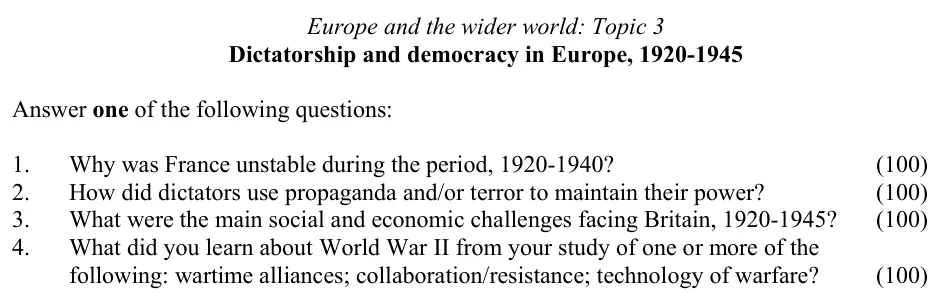 Europe and the wider world: Topic 3
Dictatorship and democracy in Europe, 1920-1945
Answer one of the following questions:
1. Why was France unstable during the period, 1920-1940? (100)
2. How did dictators use propaganda and/or terror to maintain their power? (100)
3. What were the main social and economic challenges facing Britain, 1920-1945? (100)
4. What did you learn about World War II from your study of one or more of the
following: wartime alliances; collaboration/resistance; technology of warfare? (100)